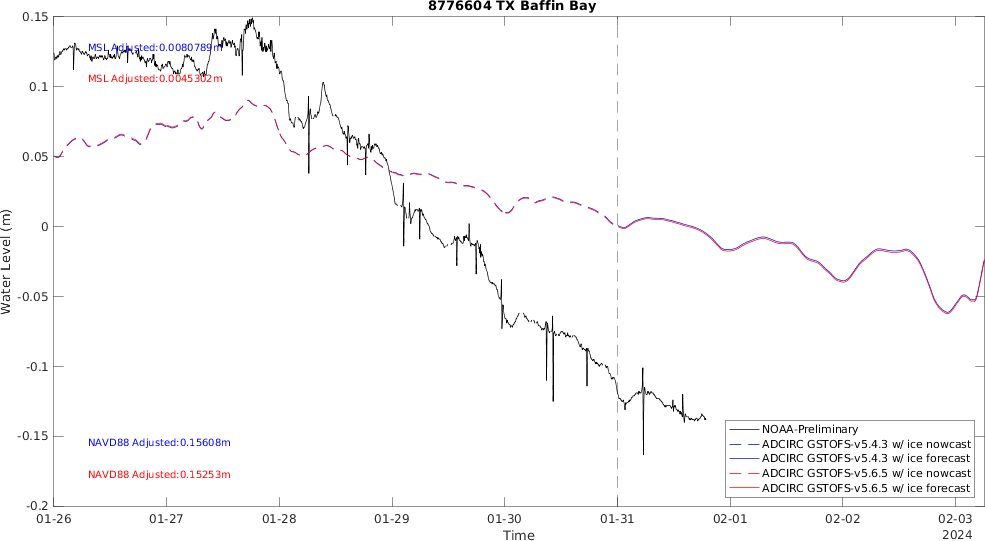 8776604 TX Baffin Bay
0.15
MSL Adjusted:0.0080789m
MSL Adjusted:0.0045302m
0.1
0.05
0
Water Level (m)
-0.05
-0.1
-0.15
-0.2
NAVD88 Adjusted:0.15608m
NAVD88 Adjusted:0.15253m
NOAA-Preliminary
ADCIRC GSTOFS-v5.4.3 w/ ice nowcast
ADCIRC GSTOFS-v5.4.3 w/ ice forecast
ADCIRC GSTOFS-v5.6.5 w/ ice nowcast
ADCIRC GSTOFS-v5.6.5 w/ ice forecast
01-26 01-27 01-28 01-29 01-30 01-31 02-01 02-02 02-03
Time
2024